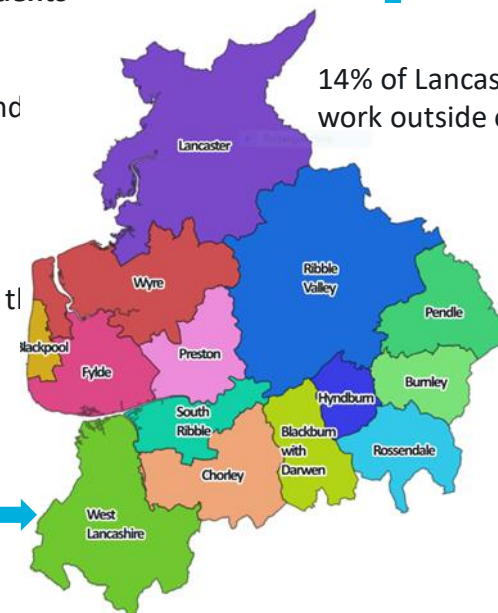 14% of Lancas
work outside
Lancaster
Wyre
Ribble
Valley
Pendle
Blackpool
Fylde
Preston
Burnley
Hyndburn
South
Ribble
Blackburn
with
Darwen
Rossendale
Chorley
West
Lancashire